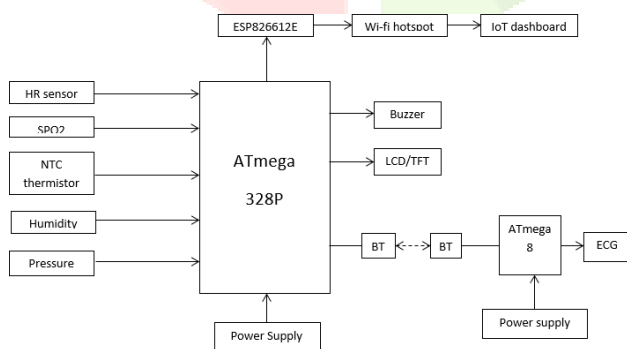 ESP826612E
Wi-fi hotspot
IoT dashboard
HR sensor
SPO2
NTC
thermistor
Humidity
Pressure
ATmega
328P
Buzzer
LCD/TFT
BT
BT
ATmega
8
ECG
Power Supply
Power supply